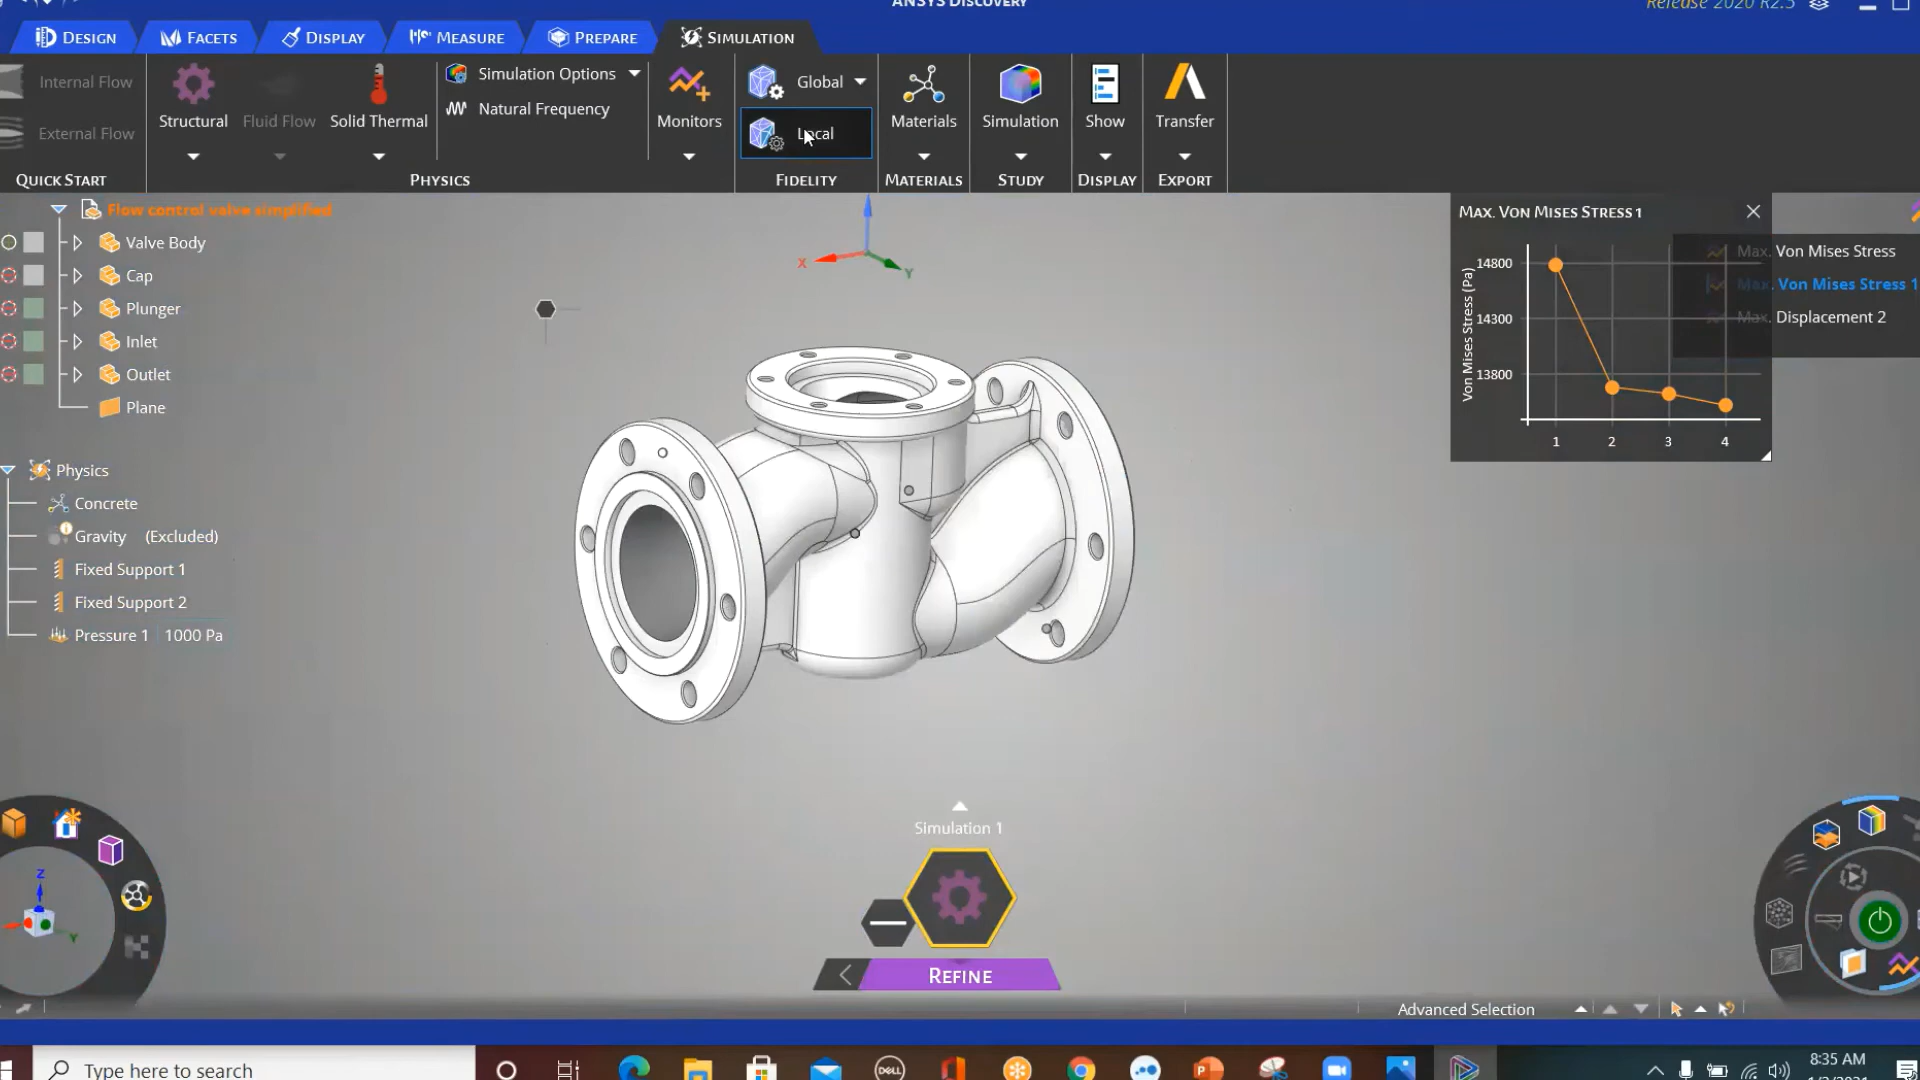 ANSYS DISCOVERY
Release 2020 R2.5
DESIGN
FACETS
DISPLAY
MEASURE
PREPARE
SIMULATION
Internal Flow
External Flow
QUICK START
Structural
Fluid Flow
Solid Thermal
Simulation Options
Natural Frequency
PHYSICS
Monitors
Global
Local
FIDELITY
Materials
MATERIALS
Simulation
STUDY
Show
DISPLAY
Transfer
EXPORT
Flow control valve simplified
Valve Body
Cap
Plunger
Inlet
Outlet
Plane
Physics
Concrete
Gravity (Excluded)
Fixed Support 1
Fixed Support 2
Pressure 1 1000 Pa
X
Y
MAX. VON MISES STRESS 1
Von Mises Stress (Pa)
14800
14300
13800
1 2 3 4
Max. Von Mises Stress
Max. Von Mises Stress 1
Max. Displacement 2
Z
Y
Simulation 1
REFINE
Advanced Selection
Type here to search
DELL
8:35 AM